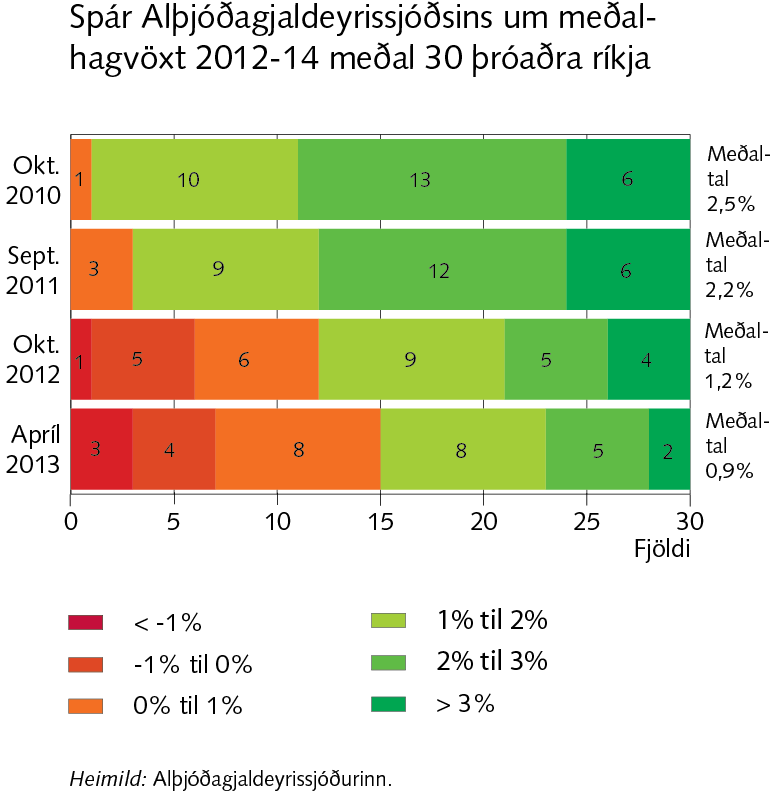 Spár Alþjóðagjaldeyrissjóðsins um meðal-
hagvöxt 2012-14 meðal 30 þróaðra ríkja
Okt.
2010
1 10 13 6
Meðal-
tal
2,5%
Sept.
2011
3 9 12 6
Meðal-
tal
2,2%
Okt.
2012
1 5 6 9 5 4
Meðal-
tal
1,2%
Apríl
2013
3 4 8 8 5 2
Meðal-
tal
0,9%
0 5 10 15 20 25 30
Fjöldi
< -1%
-1% til 0%
0% til 1%
1% til 2%
2% til 3%
> 3%
Heimild: Alþjóðagjaldeyrissjóðurinn.